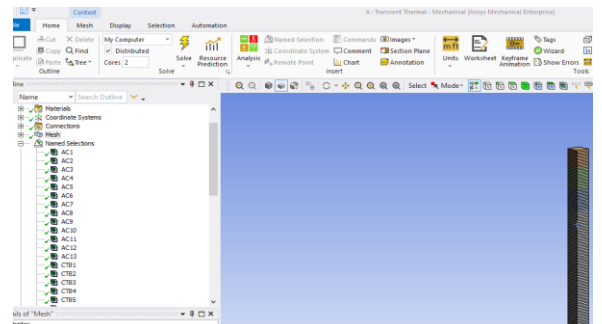 Context
A : Transient Thermal - Mechanical [Ansys Mechanical Enterprise]
Home Mesh Display Selection Automation
Cut Delete My Computer Named Selection Commands Images Tags
Copy Find Distributed Coordinate System Comment Section Plane Wizard
Paste Tree Cores 2 Remote Point Chart Annotation Show Errors
Solve Resource Prediction Analysis Units Worksheet Keyframe Animation
Outline Solve Insert Tools
Name Search Outline Select Mode
Materials
Coordinate Systems
Connections
Mesh
Named Selections
AC1
AC2
AC3
AC4
AC5
AC6
AC7
AC8
AC9
AC10
AC11
AC12
AC13
CTB1
CTB2
CTB3
CTB4
CTB5
ils of "Mesh"